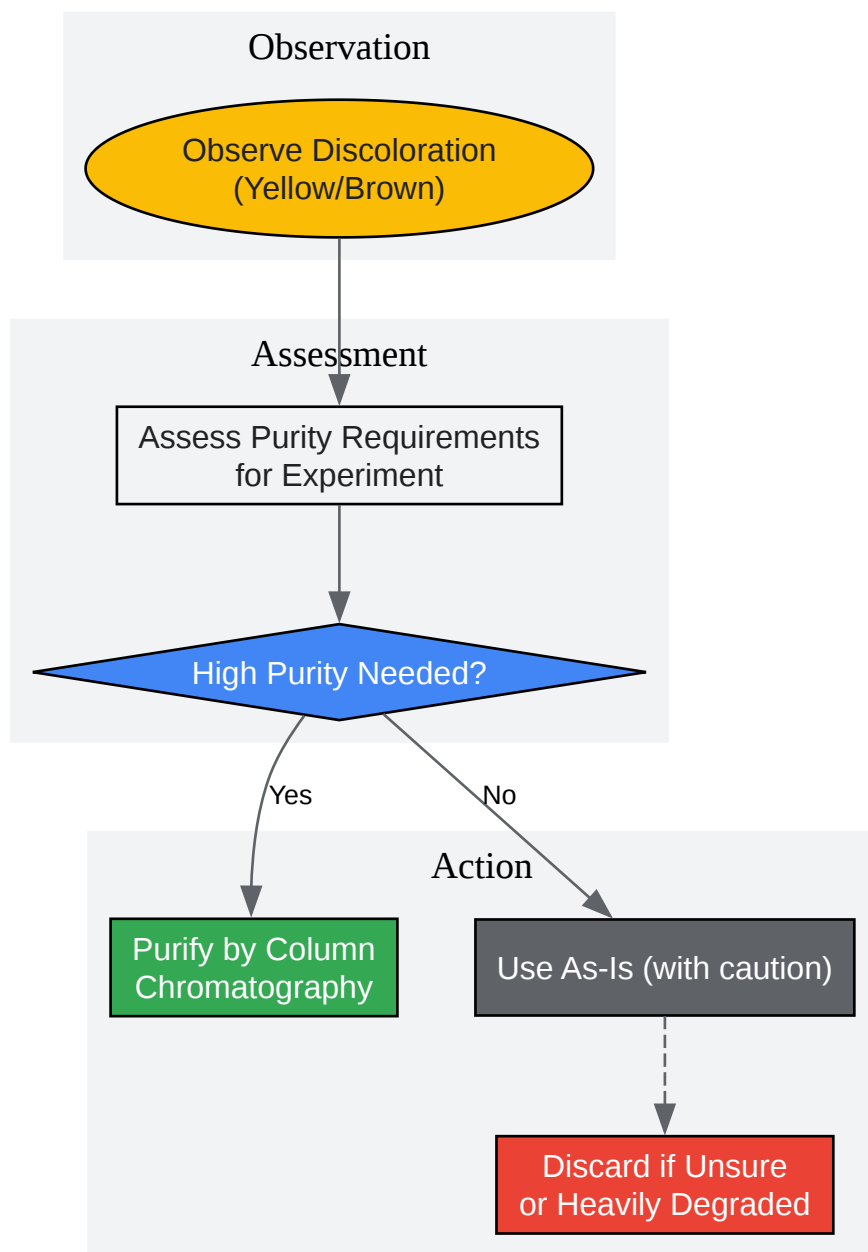 Observation
Observe Discoloration
(Yellow/Brown)
Assessment
Assess Purity Requirements
for Experiment
High Purity Needed?
Yes
No
Action
Purify by Column
Chromatography
Use As-Is (with caution)
Discard if Unsure
or Heavily Degraded